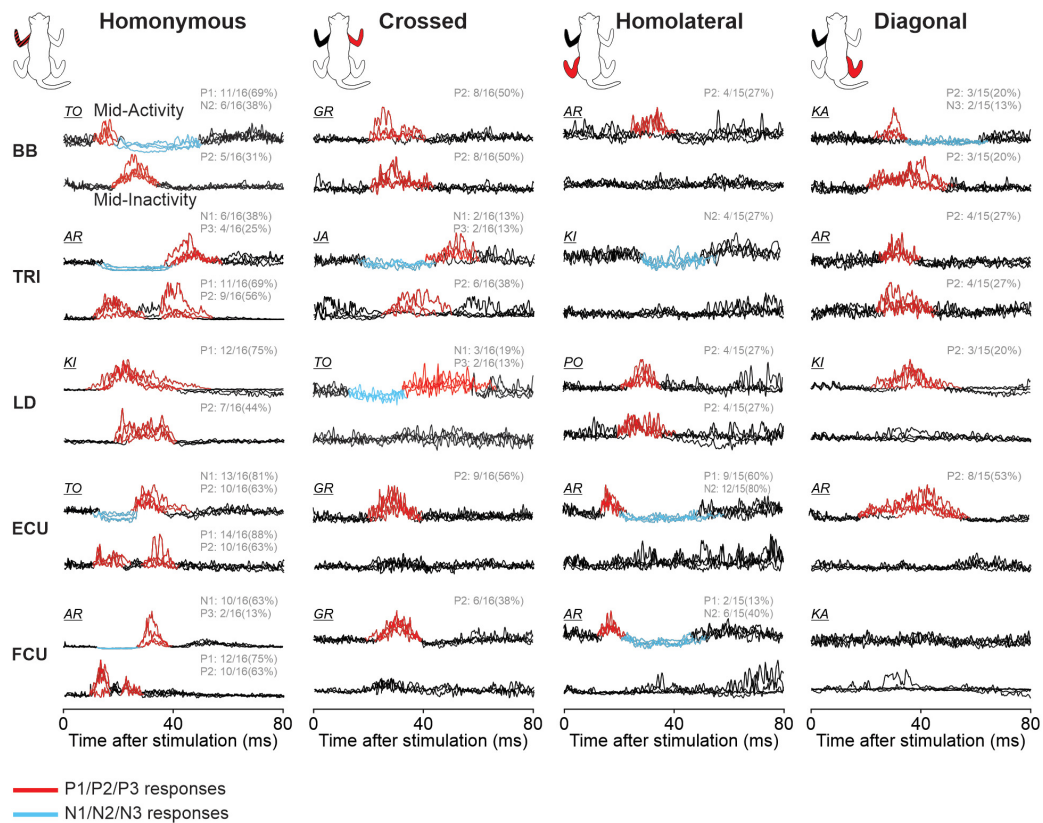 Homonymous
Crossed
Homolateral
Diagonal
BB
TO
Mid-Activity
P1: 11/16(69%)
N2: 6/16(38%)
P2: 5/16(31%)
Mid-Inactivity
GR
P2: 8/16(50%)
P2: 8/16(50%)
AR
P2: 4/15(27%)
KA
P2: 3/15(20%)
N3: 2/15(13%)
P2: 3/15(20%)
TRI
AR
N1: 6/16(38%)
P3: 4/16(25%)
P1: 11/16(69%)
P2: 9/16(56%)
JA
N1: 2/16(13%)
P3: 2/16(13%)
P2: 6/16(38%)
KI
N2: 4/15(27%)
AR
P2: 4/15(27%)
P2: 4/15(27%)
LD
KI
P1: 12/16(75%)
P2: 7/16(44%)
TO
N1: 3/16(19%)
P3: 2/16(13%)
PO
P2: 4/15(27%)
P2: 4/15(27%)
KI
P2: 3/15(20%)
ECU
TO
N1: 13/16(81%)
P2: 10/16(63%)
P1: 14/16(88%)
P2: 10/16(63%)
GR
P2: 9/16(56%)
AR
P1: 9/15(60%)
N2: 12/15(80%)
AR
P2: 8/15(53%)
FCU
AR
N1: 10/16(63%)
P3: 2/16(13%)
P1: 12/16(75%)
P2: 10/16(63%)
GR
P2: 6/16(38%)
AR
P1: 2/15(13%)
N2: 6/15(40%)
KA
0 40 80
0 40 80
0 40 80
0 40 80
Time after stimulation (ms)
Time after stimulation (ms)
Time after stimulation (ms)
Time after stimulation (ms)
P1/P2/P3 responses
N1/N2/N3 responses